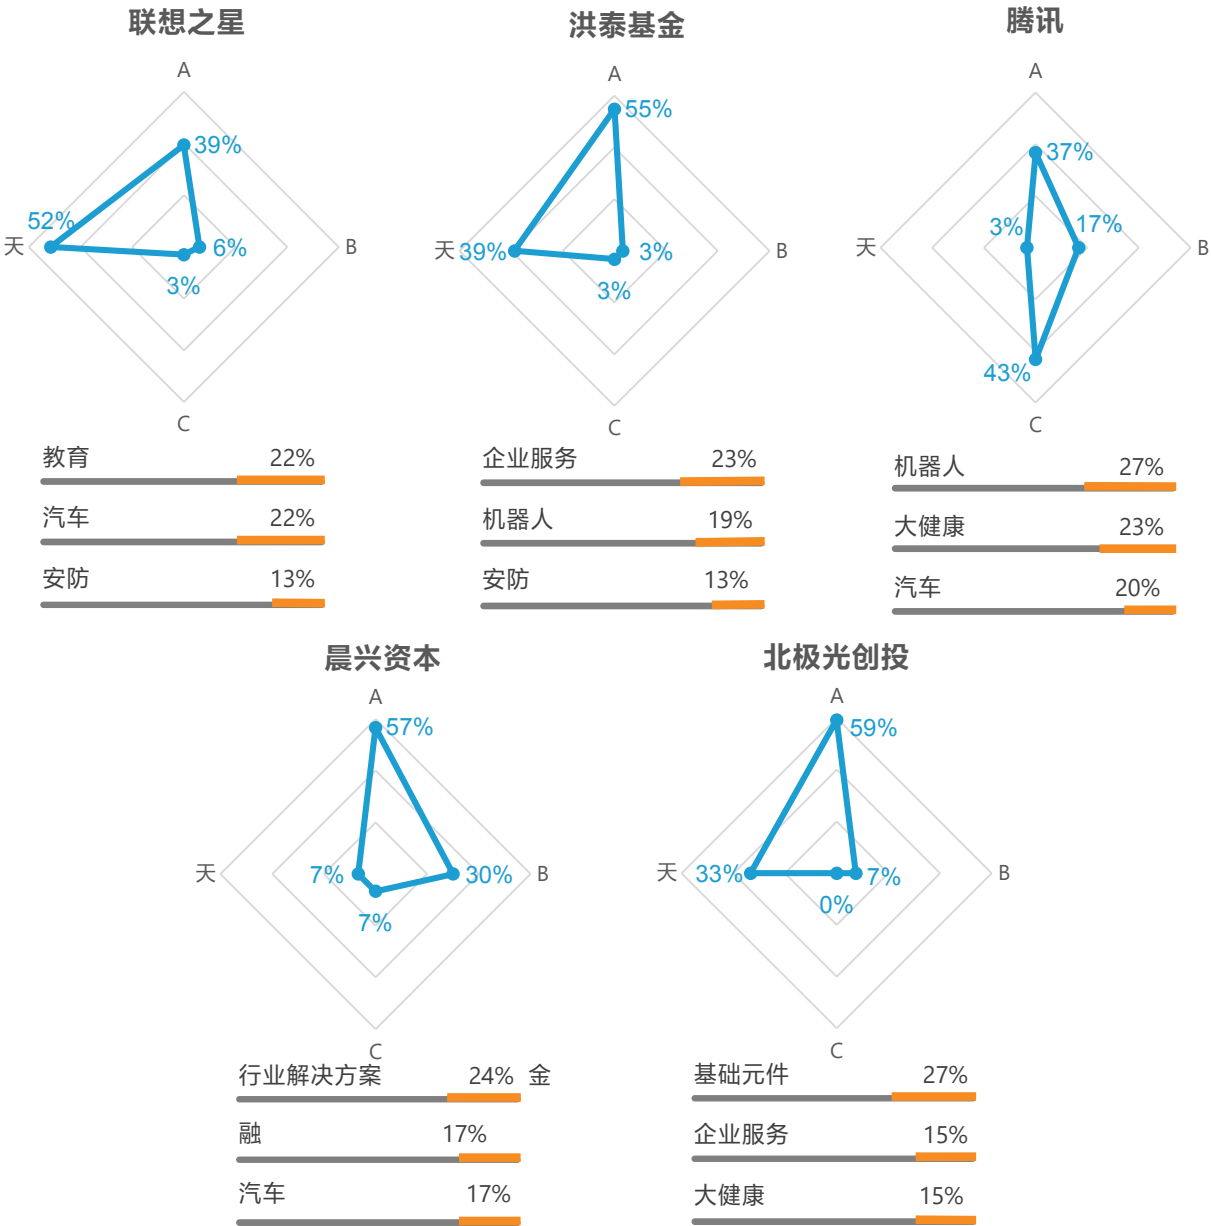 联想之星
A
39%
52%
天
6%
B
3%
C
教育 22%
汽车 22%
安防 13%
洪泰基金
A
55%
天
39%
3%
B
3%
C
企业服务 23%
机器人 19%
安防 13%
腾讯
A
37%
3%
17%
天
B
43%
C
机器人 27%
大健康 23%
汽车 20%
晨兴资本
A
57%
天
7%
30%
B
7%
C
行业解决方案 24% 金
融 17%
汽车 17%
北极光创投
A
59%
天
33%
7%
B
0%
C
基础元件 27%
企业服务 15%
大健康 15%